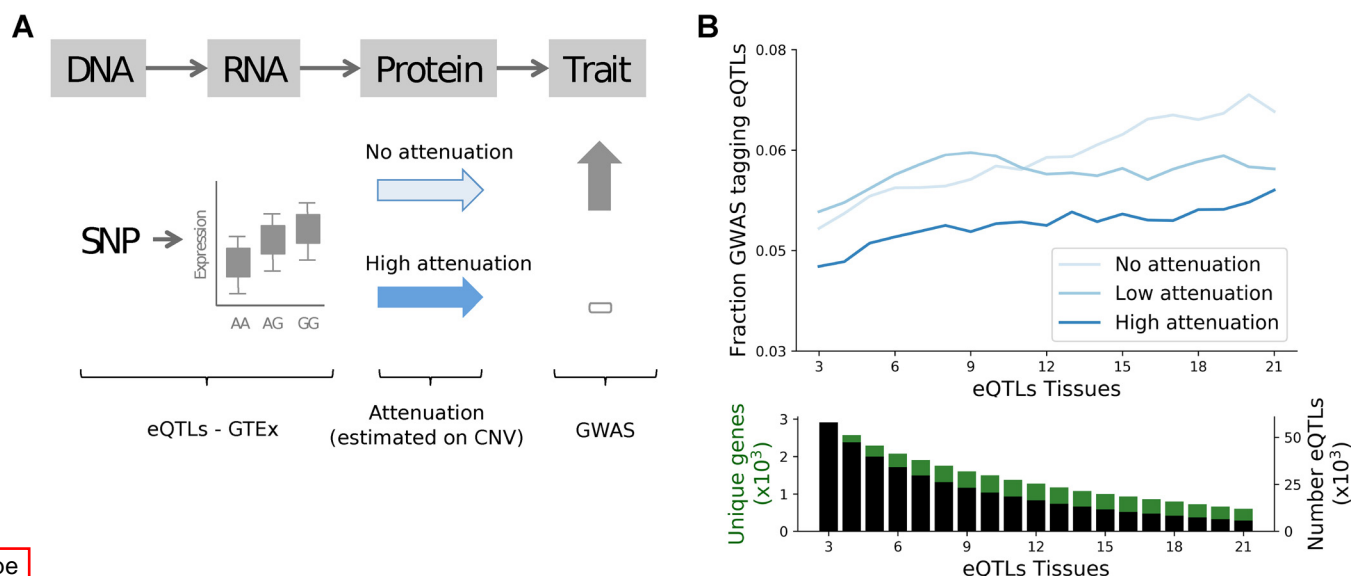 A
DNA
RNA
Protein
Trait
SNP
Expression
AA
AG
GG
No attenuation
High attenuation
eQTLs - GTEx
Attenuation
(estimated on CNV)
GWAS
B
Fraction GWAS tagging eQTLs
0.08
0.06
0.05
0.03
3
6
9
12
15
18
21
eQTLs Tissues
No attenuation
Low attenuation
High attenuation
Unique genes
(x10³)
3
2
1
0
50
25
0
Number eQTLs
(x10³)
3
6
9
12
15
18
21
eQTLs Tissues